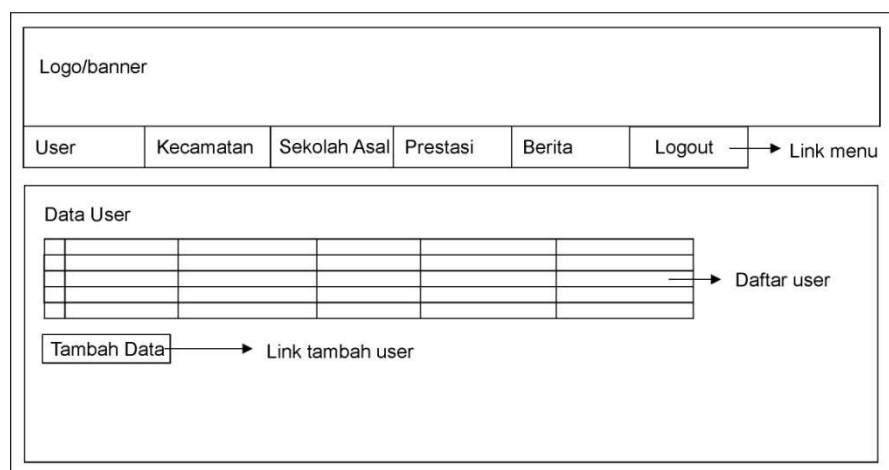 Logo/banner
User Kecamatan Sekolah Asal Prestasi Berita Logout Link menu
Data User
Daftar user
Tambah Data Link tambah user